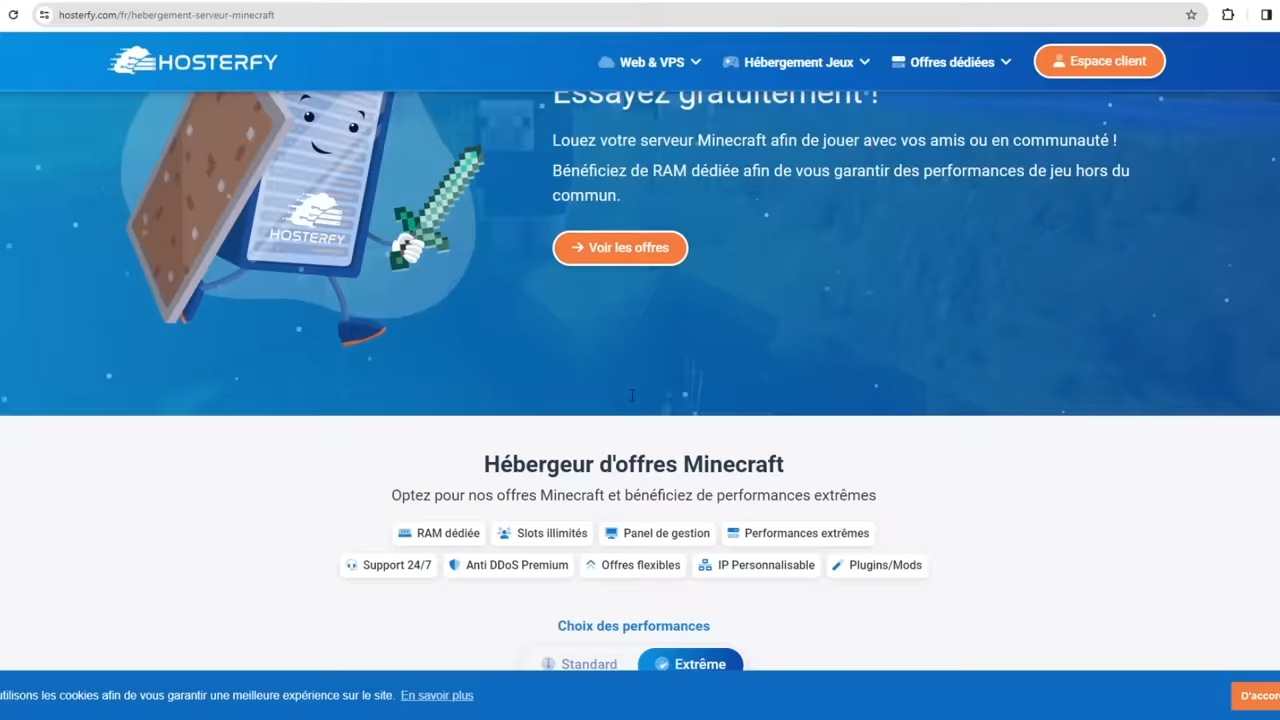 hosterfy.com/fr/hebergement-serveur-minecraft
HOSTERFY
Web & VPS
Hébergement Jeux
Offres dédiées
Espace client
Essayez gratuitement !
Louez votre serveur Minecraft afin de jouer avec vos amis ou en communauté !
Bénéficiez de RAM dédiée afin de vous garantir des performances de jeu hors du
commun.
HOSTERFY
Voir les offres
Hébergeur d'offres Minecraft
Optez pour nos offres Minecraft et bénéficiez de performances extrêmes
RAM dédiée
Slots illimités
Panel de gestion
Performances extrêmes
Support 24/7
Anti DDoS Premium
Offres flexibles
IP Personnalisable
Plugins/Mods
Choix des performances
Standard
Extrême
utilisons les cookies afin de vous garantir une meilleure expérience sur le site. En savoir plus
D'accor